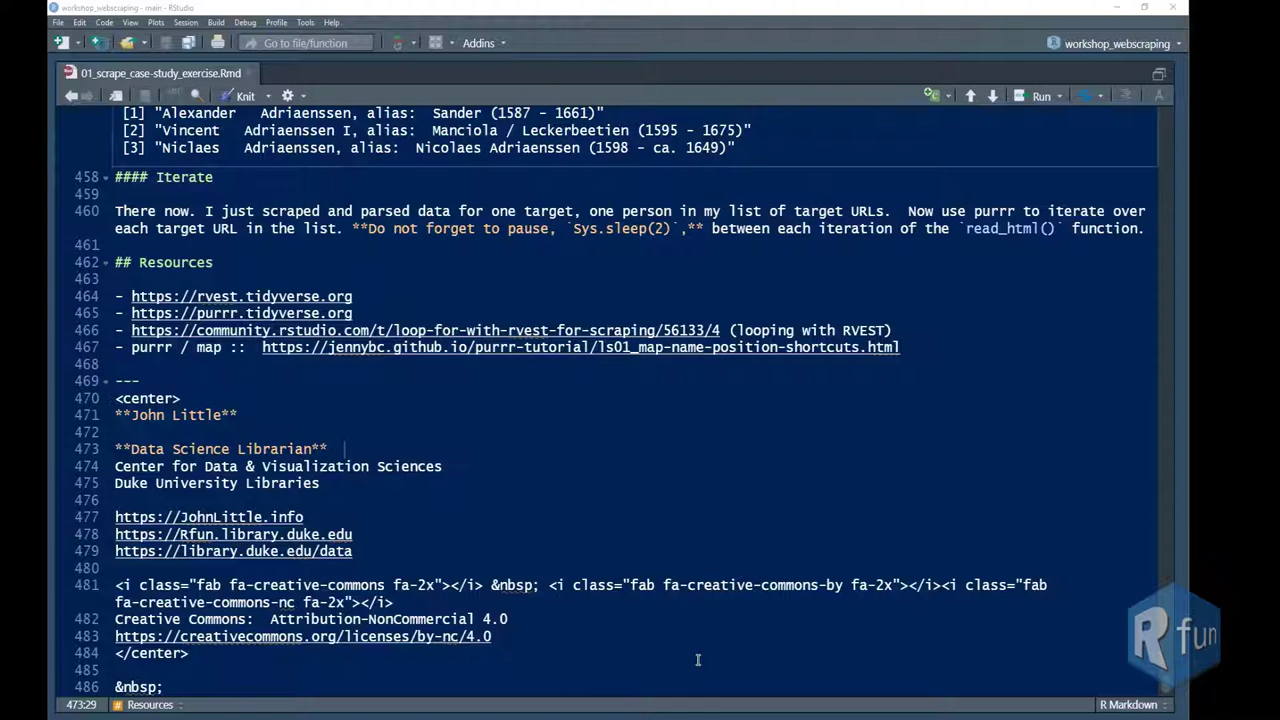 workshop_webscraping - main - RStudio
File Edit Code View Plots Session Build Debug Profile Tools Help
Go to file/function Addins workshop_webscraping
01_scrape_case-study_exercise.Rmd
Knit Run
[1] "Alexander   Adriaenssen, alias:  Sander (1587 - 1661)"
[2] "Vincent   Adriaenssen I, alias:  Manciola / Leckerbeetien (1595 - 1675)"
[3] "Niclaes   Adriaenssen, alias:  Nicolaes Adriaenssen (1598 - ca. 1649)"
458 #### Iterate
459
460 There now. I just scraped and parsed data for one target, one person in my list of target URLs.  Now use purrr to iterate over
each target URL in the list. **Do not forget to pause, `Sys.sleep(2)`,** between each iteration of the `read_html()` function.
461
462 ## Resources
463
464 - https://rvest.tidyverse.org
465 - https://purrr.tidyverse.org
466 - https://community.rstudio.com/t/loop-for-with-rvest-for-scraping/56133/4 (looping with RVEST)
467 - purrr / map ::  https://jennybc.github.io/purrr-tutorial/ls01_map-name-position-shortcuts.html
468
469 ---
470 <center>
471 **John Little**
472
473 **Data Science Librarian**
474 Center for Data & Visualization Sciences
475 Duke University Libraries
476
477 https://JohnLittle.info
478 https://Rfun.library.duke.edu
479 https://library.duke.edu/data
480
481 <i class="fab fa-creative-commons fa-2x"></i> &nbsp; <i class="fab fa-creative-commons-by fa-2x"></i><i class="fab
fa-creative-commons-nc fa-2x"></i>
482 Creative Commons:  Attribution-NonCommercial 4.0
483 https://creativecommons.org/licenses/by-nc/4.0
484 </center>
485
486 &nbsp;
R fun
473:29 # Resources R Markdown